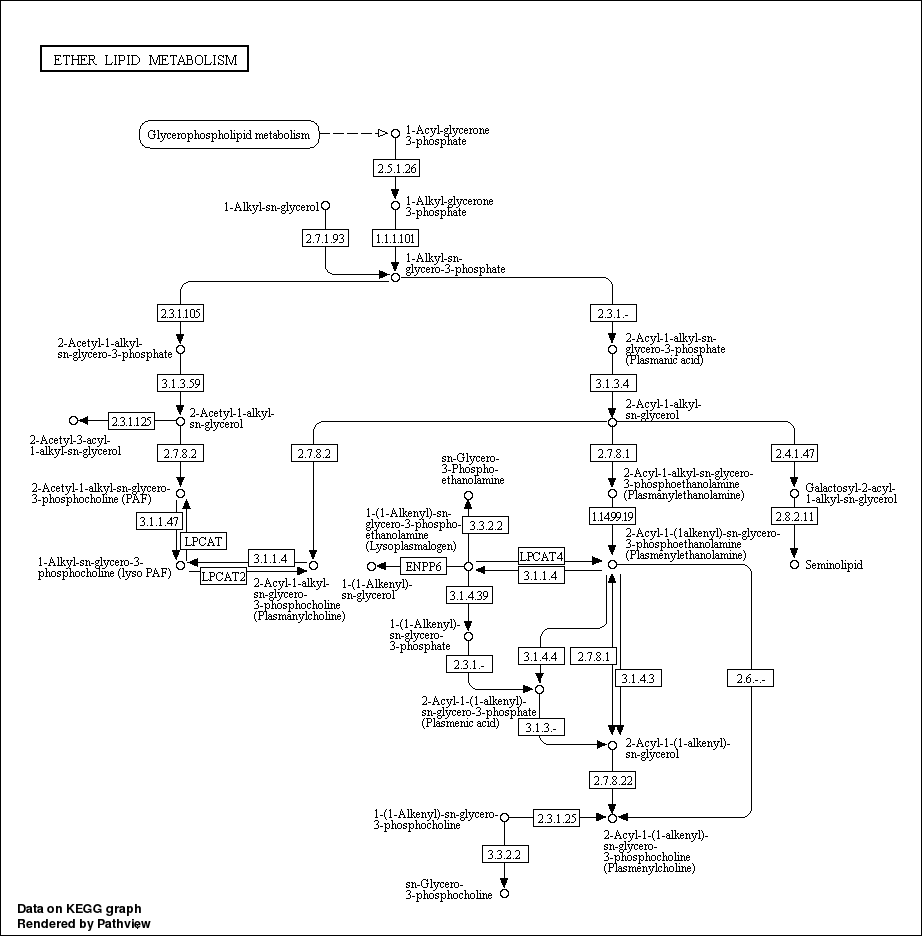 ETHER LIPID METABOLISM
Glycerophospholipid metabolism
1-Acyl-glycerone
3-phosphate
2.5.1.26
1-Alkyl-sn-glycerol
1-Alkyl-glycerone
3-phosphate
2.7.1.93
1.1.1.101
1-Alkyl-sn-
glycero-3-phosphate
2.3.1.105
2.3.1.-
2-Acetyl-1-alkyl-
sn-glycero-3-phosphate
2-Acyl-1-alkyl-sn-
glycero-3-phosphate
(Plasmanic acid)
3.1.3.59
3.1.3.4
2.3.1.125
2-Acetyl-1-alkyl-
sn-glycerol
2-Acyl-1-alkyl-
sn-glycerol
2-Acetyl-3-acyl-
1-alkyl-sn-glycerol
2.7.8.2
2.7.8.2
2.7.8.1
2.4.1.47
sn-Glycero-
3-Phospho-
ethanolamine
2-Acetyl-1-alkyl-sn-glycero-
3-phosphocholine (PAF)
2-Acyl-1-alkyl-sn-glycero-
3-phosphoethanolamine
(Plasmanylethanolamine)
Galactosyl-2-acyl-
1-alkyl-sn-glycerol
3.1.1.47
LPCAT
1-(1-Alkenyl)-sn-
glycero-3-phospho-
ethanolamine
(Lysoplasmalogen)
3.3.2.2
1.14.99.19
2.8.2.11
2-Acyl-1-(1alkenyl)-sn-glycero-
3-phosphoethanolamine
(Plasmenylethanolamine)
1-Alkyl-sn-glycero-3-
phosphocholine (lyso PAF)
3.1.1.4
LPCAT2
2-Acyl-1-alkyl-
sn-glycero-
3-phosphocholine
(Plasmanylcholine)
ENPP6
1-(1-Alkenyl)-
sn-glycerol
LPCAT4
3.1.1.4
Seminolipid
3.1.4.39
1-(1-Alkenyl)-
sn-glycero-
3-phosphate
2.3.1.-
3.1.4.4
2.7.8.1
3.1.4.3
2.6.-.-
2-Acyl-1-(1-alkenyl)-
sn-glycero-3-phosphate
(Plasmenic acid)
3.1.3.-
2-Acyl-1-(1-alkenyl)-
sn-glycerol
2.7.8.22
1-(1-Alkenyl)-sn-glycero-
3-phosphocholine
2.3.1.25
2-Acyl-1-(1-alkenyl)-
sn-glycero-
3-phosphocholine
(Plasmenylcholine)
3.3.2.2
sn-Glycero-
3-phosphocholine
Data on KEGG graph
Rendered by Pathview